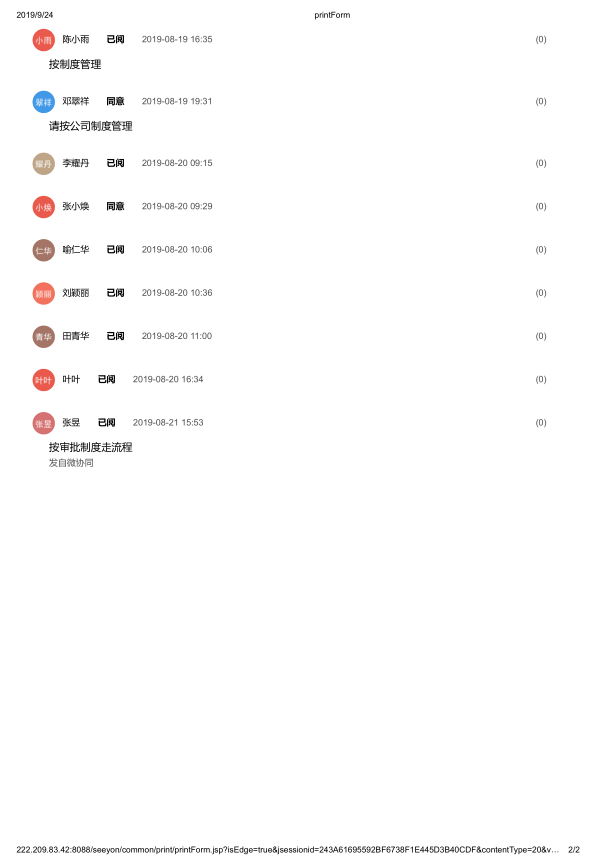 2019/9/24 printForm
小雨 陈小雨 已阅 2019-08-19 16:35 (0)
按制度管理
翠祥 邓翠祥 同意 2019-08-19 19:31 (0)
请按公司制度管理
耀丹 李耀丹 已阅 2019-08-20 09:15 (0)
小焕 张小焕 同意 2019-08-20 09:29 (0)
仁华 喻仁华 已阅 2019-08-20 10:06 (0)
颖丽 刘颖丽 已阅 2019-08-20 10:36 (0)
青华 田青华 已阅 2019-08-20 11:00 (0)
叶叶 叶叶 已阅 2019-08-20 16:34 (0)
张昱 张昱 已阅 2019-08-21 15:53 (0)
按审批制度走流程
发自微协同
222.209.83.42:8088/seeyon/common/print/printForm.jsp?isEdge=true&jsessionid=243A61695592BF6738F1E445D3B40CDF&contentType=20&v… 2/2